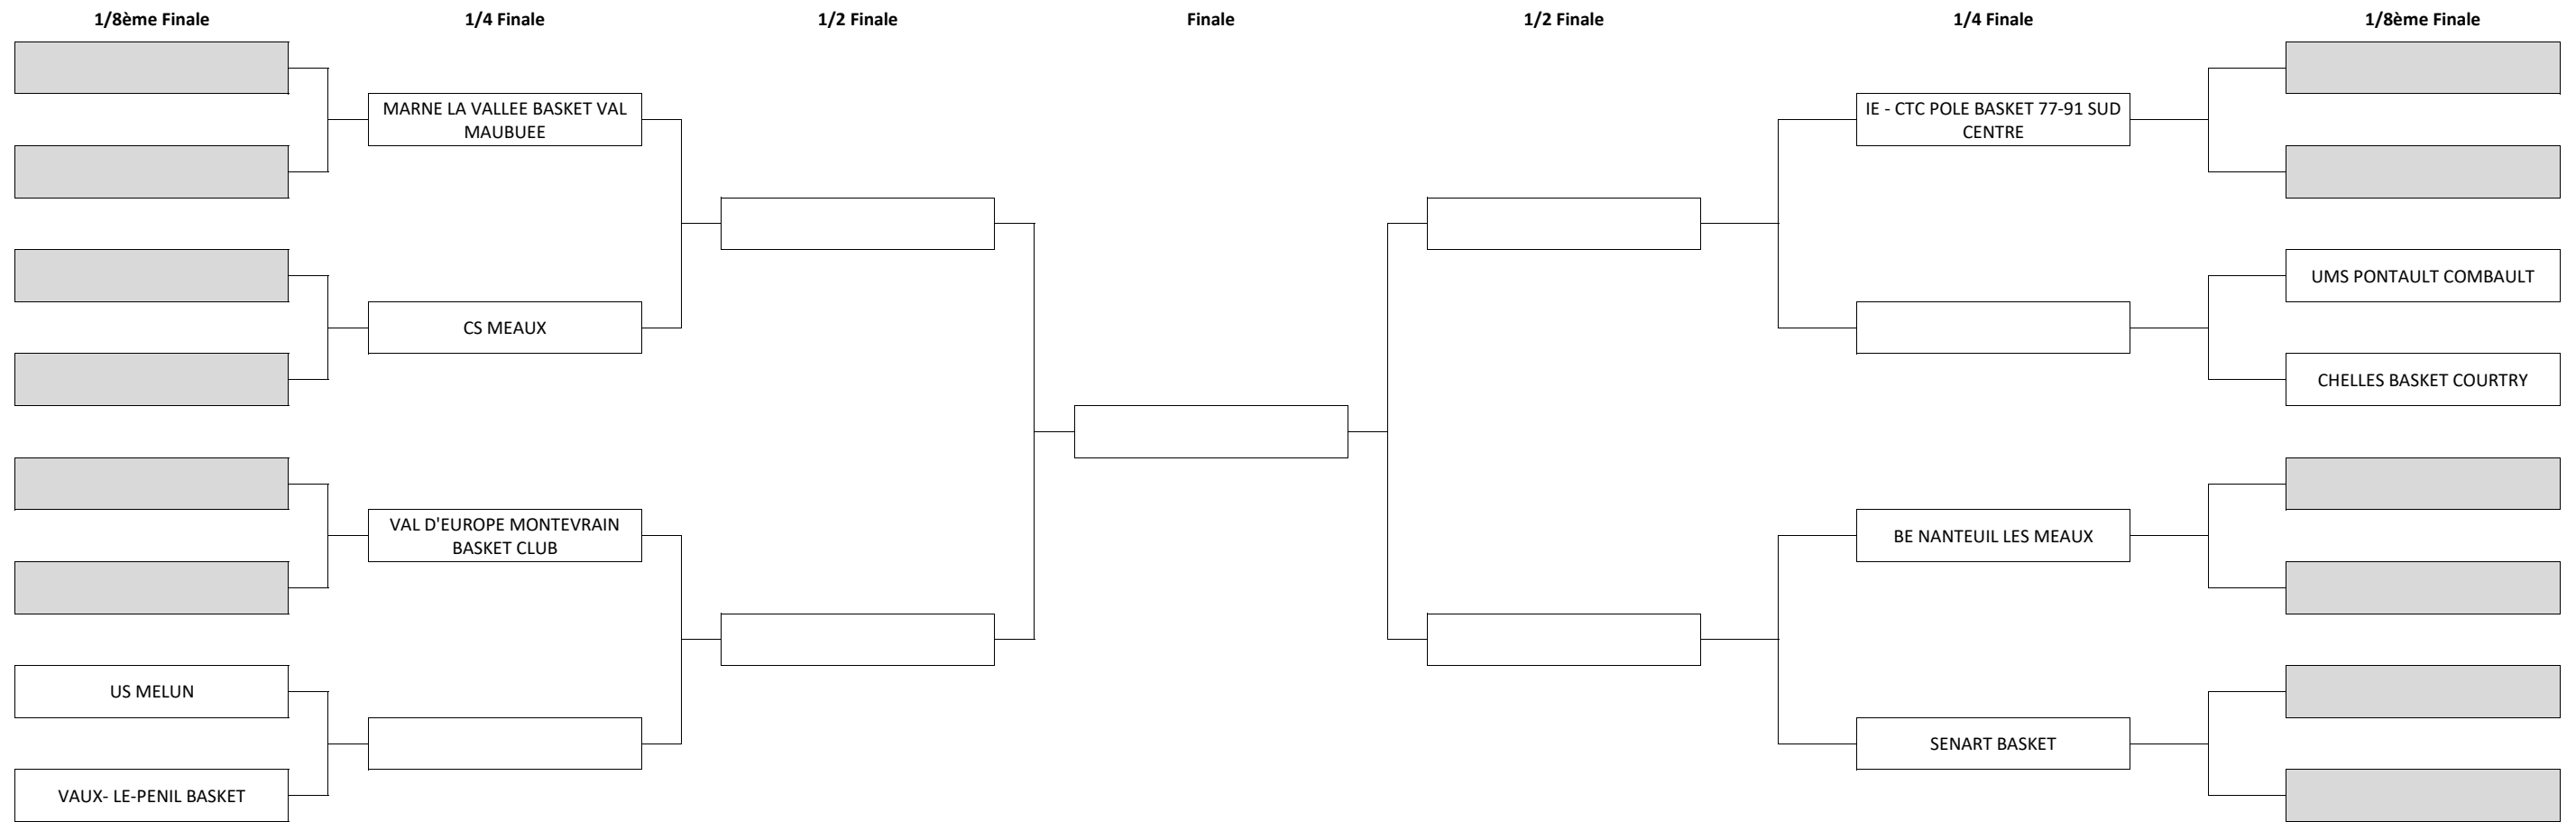 1/8ème Finale
1/4 Finale
1/2 Finale
Finale
1/2 Finale
1/4 Finale
1/8ème Finale
MARNE LA VALLEE BASKET VAL
MAUBUEE
IE - CTC POLE BASKET 77-91 SUD
CENTRE
UMS PONTAULT COMBAULT
CS MEAUX
CHELLES BASKET COURTRY
VAL D'EUROPE MONTEVRAIN
BASKET CLUB
BE NANTEUIL LES MEAUX
US MELUN
SENART BASKET
VAUX- LE-PENIL BASKET